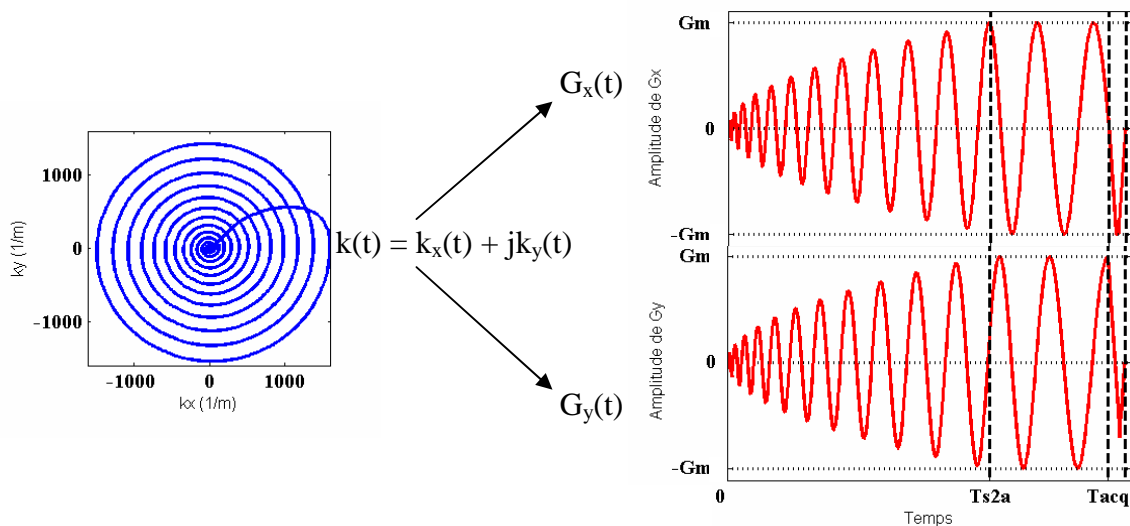 1000
0
-1000
ky (1/m)
-1000 0 1000
kx (1/m)
k(t) = kx(t) + jky(t)
Gx(t)
Gy(t)
Gm
0
-Gm
Amplitude de Gx
Gm
0
-Gm
Amplitude de Gy
0 Ts2a Tacq
Temps